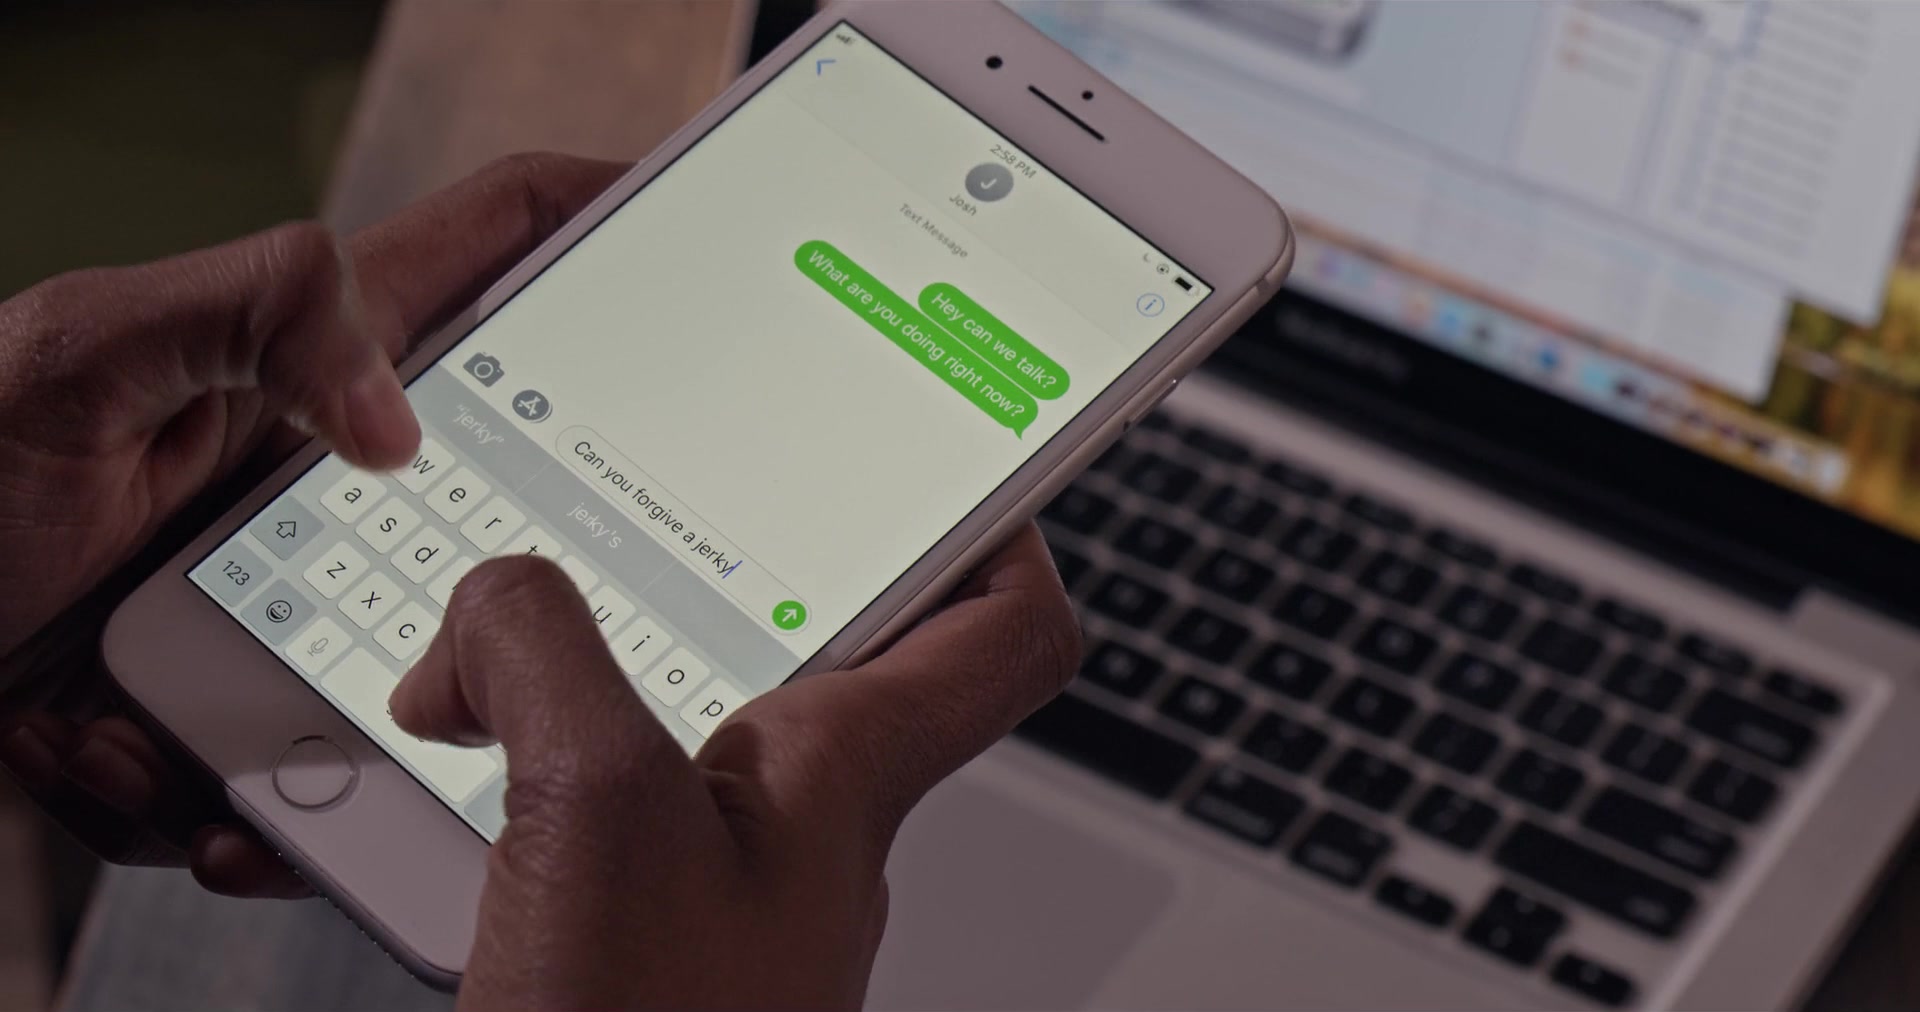 2:58 PM
J
Josh
Text Message
Hey can we talk?
What are you doing right now?
Can you forgive a jerky
"jerky"
jerky's
w e r t u i o p
a s d
z x c
123